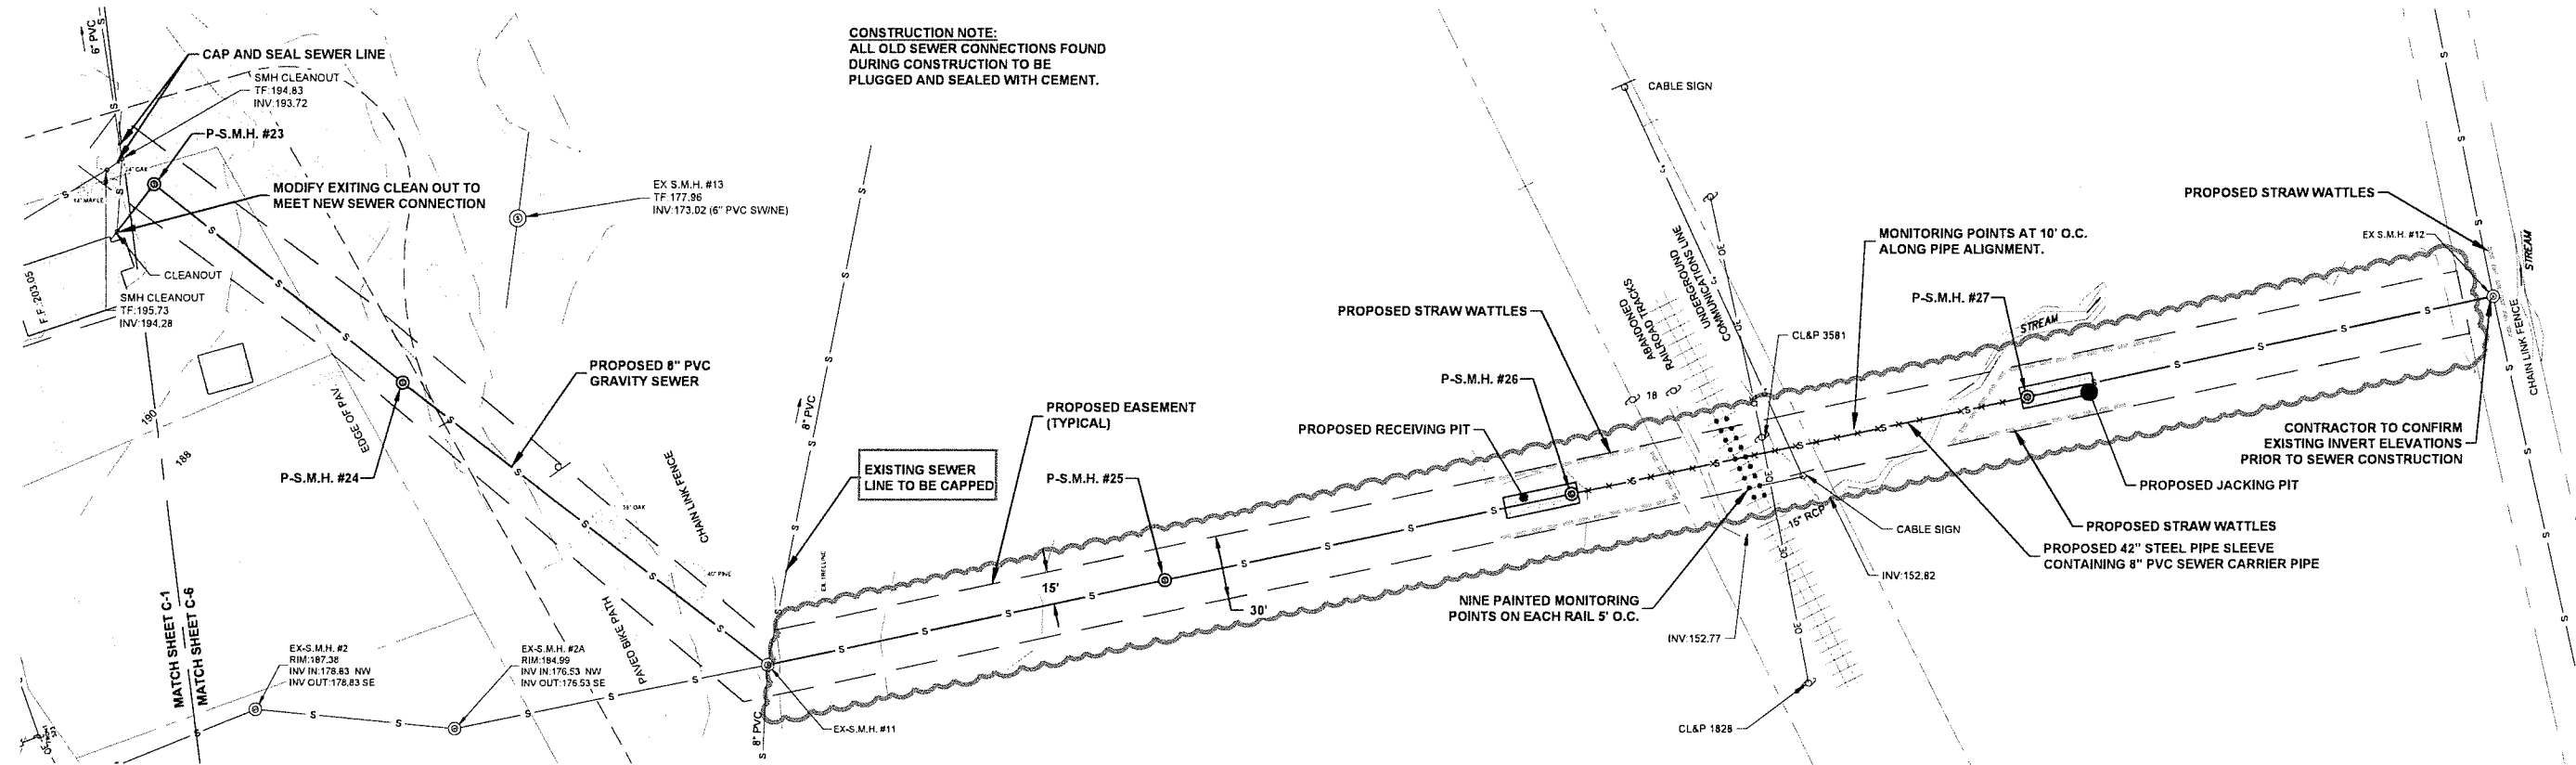 6" PVC
CAP AND SEAL SEWER LINE
SMH CLEANOUT
TF:194.83
INV:193.72
P-S.M.H. #23
24" OAK
14" MAPLE
MODIFY EXITING CLEAN OUT TO
MEET NEW SEWER CONNECTION
CLEANOUT
SMH CLEANOUT
TF:195.73
INV:194.28
F.F.:203.05
190
188
EDGE OF PAV.
P-S.M.H. #24
MATCH SHEET C-1
MATCH SHEET C-6
EX-S.M.H. #2
RIM:187.38
INV IN:178.83 NW
INV OUT:178.83 SE
EX-S.M.H. #2A
RIM:184.99
INV IN:176.53 NW
INV OUT:176.53 SE
CONSTRUCTION NOTE:
ALL OLD SEWER CONNECTIONS FOUND
DURING CONSTRUCTION TO BE
PLUGGED AND SEALED WITH CEMENT.
EX S.M.H. #13
TF:177.96
INV:173.02 (6" PVC SW/NE)
PROPOSED 8" PVC
GRAVITY SEWER
CHAIN LINK FENCE
40" PINE
PAVED BIKE PATH
8" PVC
EXISTING SEWER
LINE TO BE CAPPED
EX. TREELINE
8" PVC
EX-S.M.H. #11
PROPOSED EASEMENT
(TYPICAL)
P-S.M.H. #25
15'
30'
CABLE SIGN
ABANDONED
RAILROAD TRACKS
UNDERGROUND
COMMUNICATIONS LINE
PROPOSED STRAW WATTLES
P-S.M.H. #26
PROPOSED RECEIVING PIT
18
CL&P 3581
MONITORING POINTS AT 10' O.C.
ALONG PIPE ALIGNMENT.
P-S.M.H. #27
STREAM
PROPOSED STRAW WATTLES
EX S.M.H. #12
STREAM
CHAIN LINK FENCE
CONTRACTOR TO CONFIRM
EXISTING INVERT ELEVATIONS
PRIOR TO SEWER CONSTRUCTION
PROPOSED JACKING PIT
PROPOSED STRAW WATTLES
PROPOSED 42" STEEL PIPE SLEEVE
CONTAINING 8" PVC SEWER CARRIER PIPE
CABLE SIGN
15" RCP
INV:152.82
NINE PAINTED MONITORING
POINTS ON EACH RAIL 5' O.C.
INV:152.77
CL&P 1828